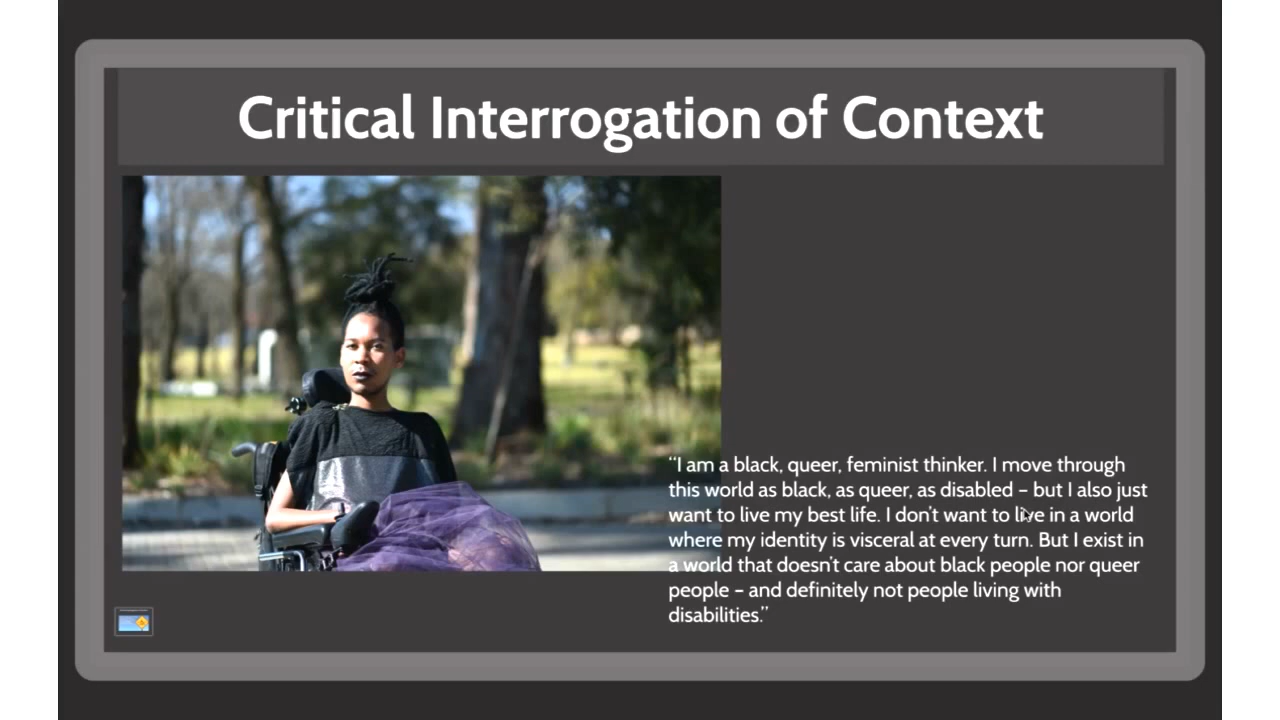 Critical Interrogation of Context
“I am a black, queer, feminist thinker. I move through
this world as black, as queer, as disabled – but I also just
want to live my best life. I don’t want to live in a world
where my identity is visceral at every turn. But I exist in
a world that doesn’t care about black people nor queer
people – and definitely not people living with
disabilities.”